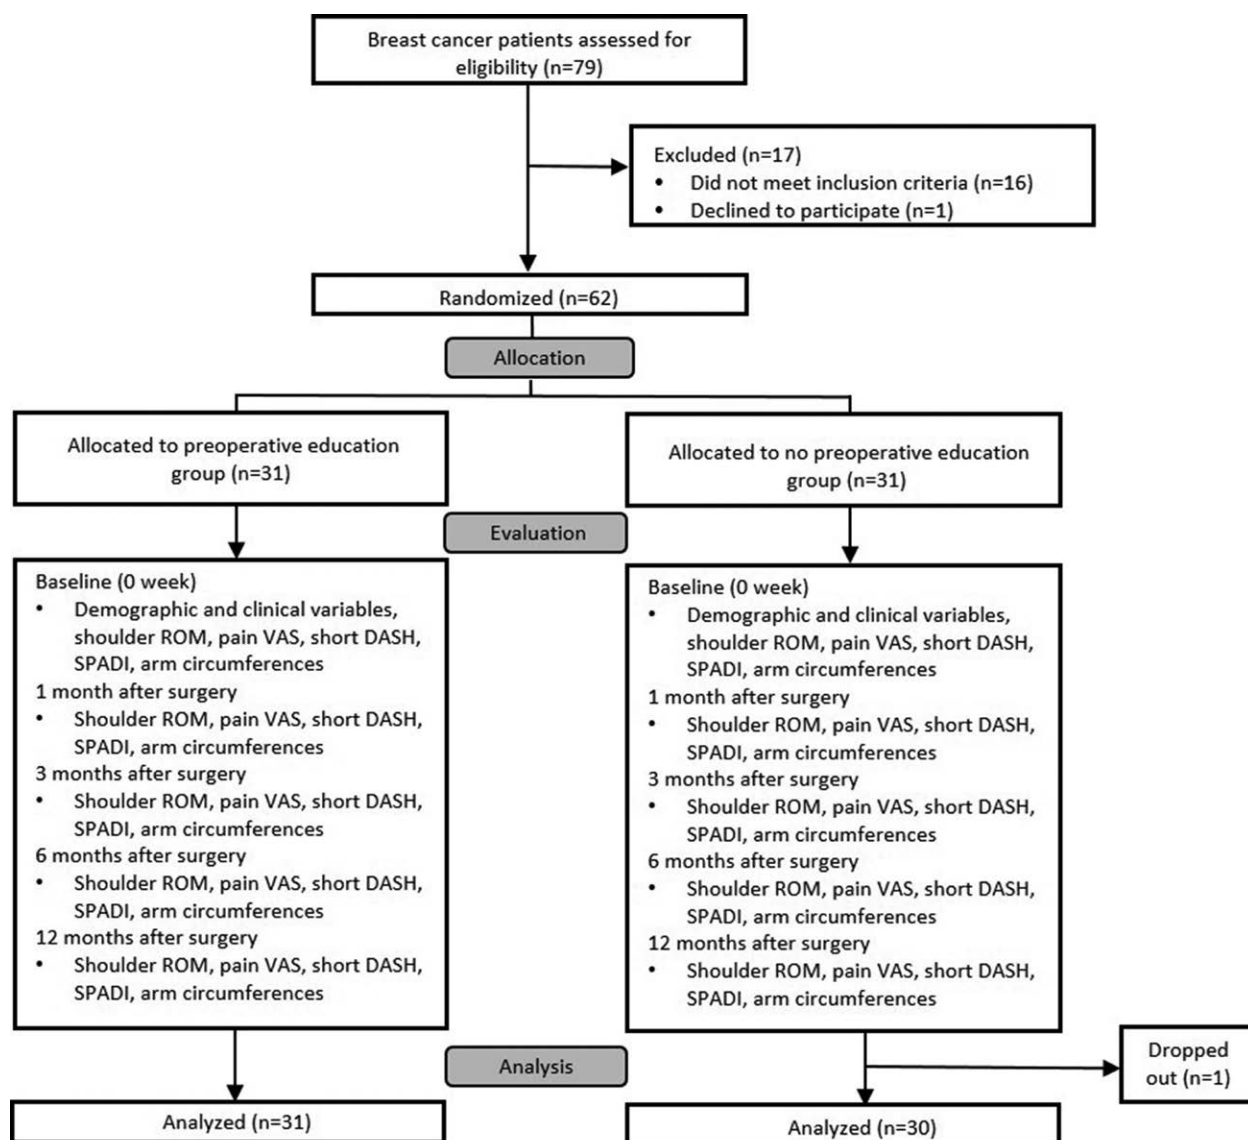 Breast cancer patients assessed for
eligibility (n=79)
Excluded (n=17)
• Did not meet inclusion criteria (n=16)
• Declined to participate (n=1)
Randomized (n=62)
Allocation
Allocated to preoperative education
group (n=31)
Allocated to no preoperative education
group (n=31)
Evaluation
Baseline (0 week)
• Demographic and clinical variables,
shoulder ROM, pain VAS, short DASH,
SPADI, arm circumferences
1 month after surgery
• Shoulder ROM, pain VAS, short DASH,
SPADI, arm circumferences
3 months after surgery
• Shoulder ROM, pain VAS, short DASH,
SPADI, arm circumferences
6 months after surgery
• Shoulder ROM, pain VAS, short DASH,
SPADI, arm circumferences
12 months after surgery
• Shoulder ROM, pain VAS, short DASH,
SPADI, arm circumferences
Baseline (0 week)
• Demographic and clinical variables,
shoulder ROM, pain VAS, short DASH,
SPADI, arm circumferences
1 month after surgery
• Shoulder ROM, pain VAS, short DASH,
SPADI, arm circumferences
3 months after surgery
• Shoulder ROM, pain VAS, short DASH,
SPADI, arm circumferences
6 months after surgery
• Shoulder ROM, pain VAS, short DASH,
SPADI, arm circumferences
12 months after surgery
• Shoulder ROM, pain VAS, short DASH,
SPADI, arm circumferences
Analysis
Dropped
out (n=1)
Analyzed (n=31)
Analyzed (n=30)